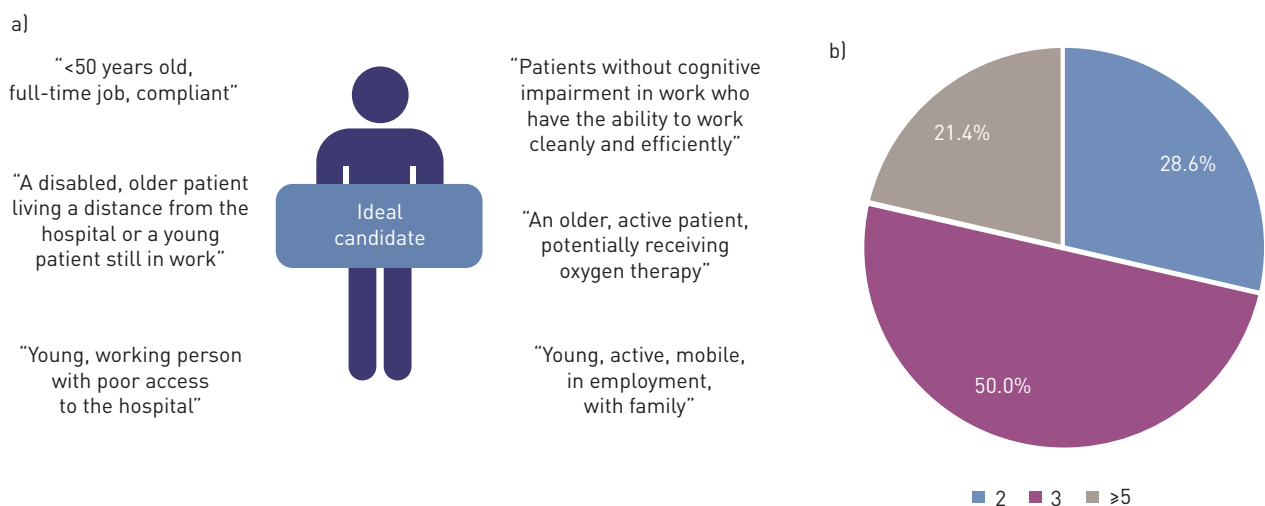 a)
“<50 years old,
full-time job, compliant”
“A disabled, older patient
living a distance from the
hospital or a young
patient still in work”
“Young, working person
with poor access
to the hospital”
Ideal
candidate
“Patients without cognitive
impairment in work who
have the ability to work
cleanly and efficiently”
“An older, active patient,
potentially receiving
oxygen therapy”
“Young, active, mobile,
in employment,
with family”
b)
21.4%
28.6%
50.0%
2 3 ⩾5